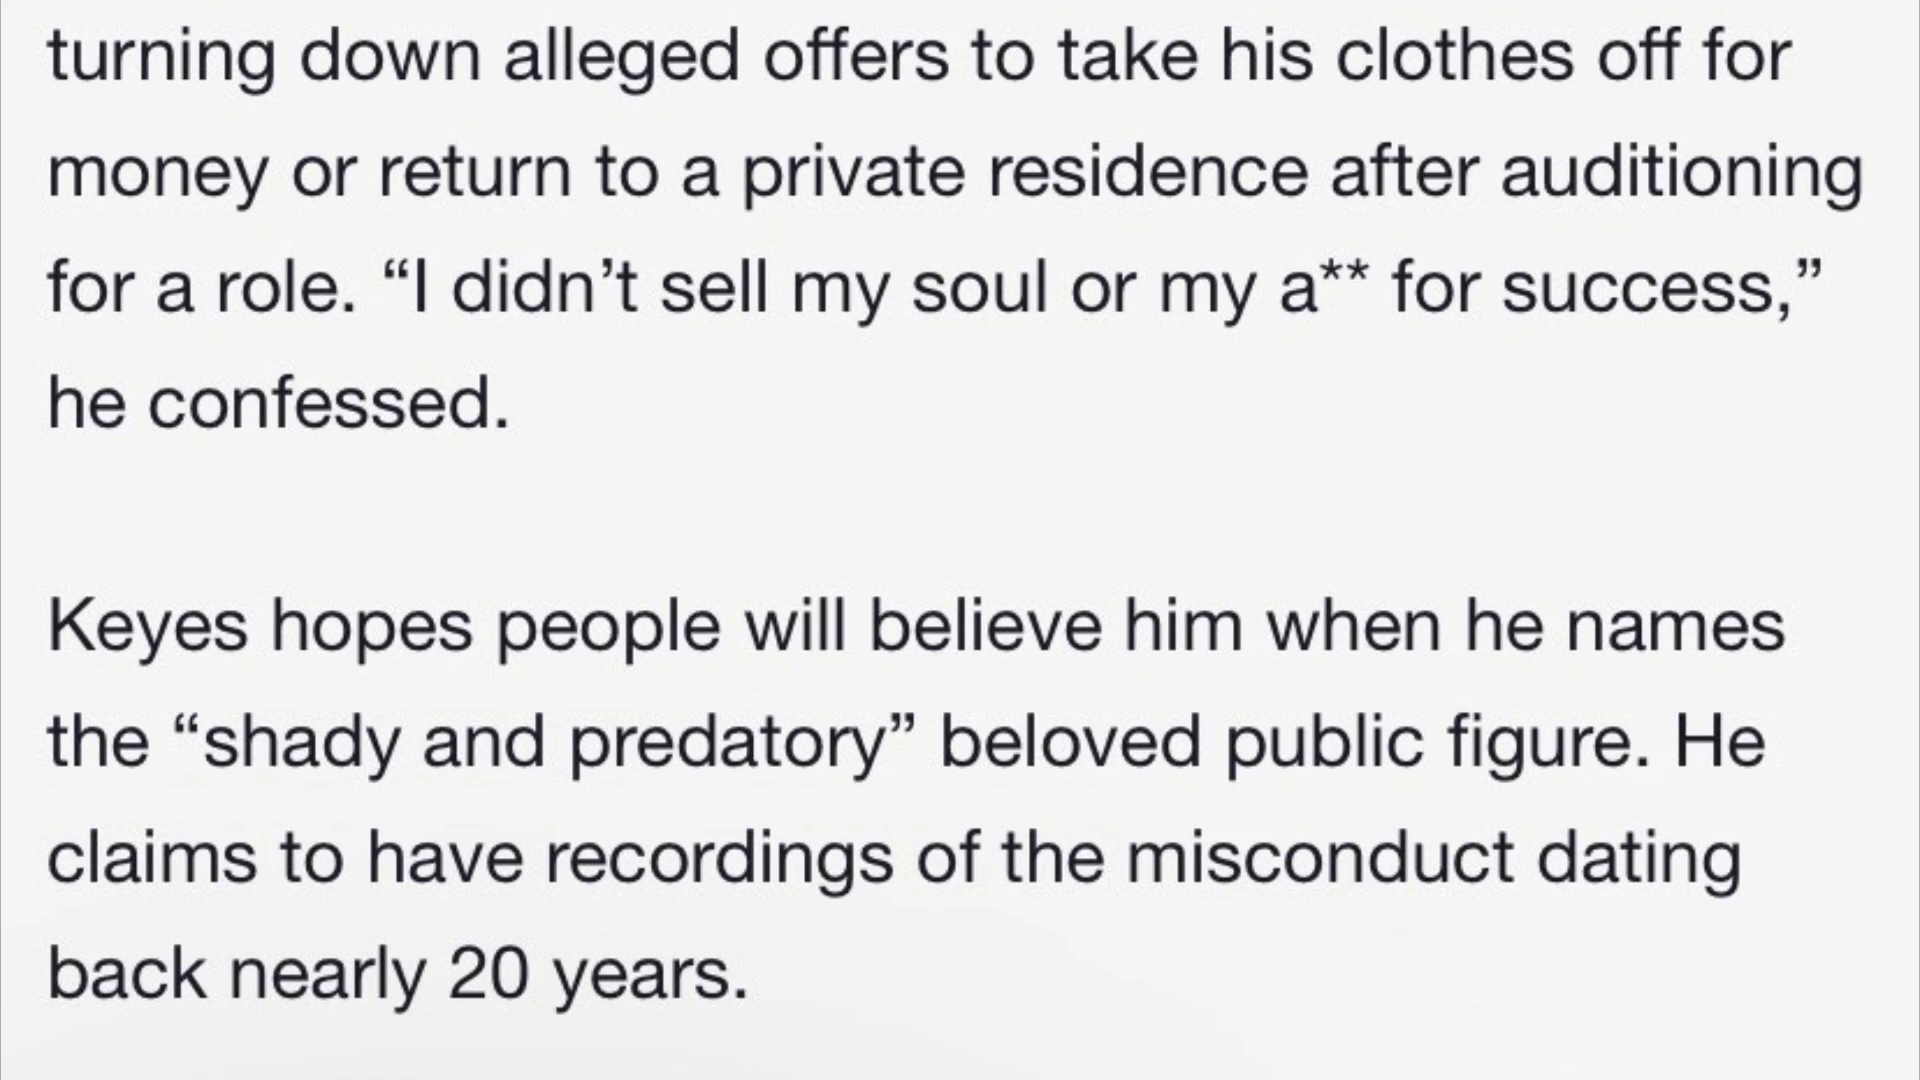 turning down alleged offers to take his clothes off for
money or return to a private residence after auditioning
for a role. “I didn’t sell my soul or my a** for success,”
he confessed.
Keyes hopes people will believe him when he names
the “shady and predatory” beloved public figure. He
claims to have recordings of the misconduct dating
back nearly 20 years.